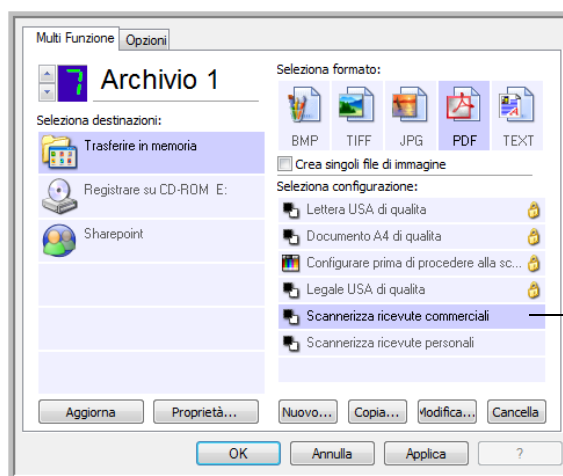 Multi Funzione Opzioni
7 Archivio 1
Seleziona destinazioni:
Trasferire in memoria
Registrare su CD-ROM E:
Sharepoint
Aggiorna Proprietà...
Seleziona formato:
BMP TIFF JPG PDF TEXT
Crea singoli file di immagine
Seleziona configurazione:
Lettera USA di qualita
Documento A4 di qualita
Configurare prima di procedere alla sc...
Legale USA di qualita
Scannerizza ricevute commerciali
Scannerizza ricevute personali
Nuovo... Copia... Modifica... Cancella
OK Annulla Applica ?